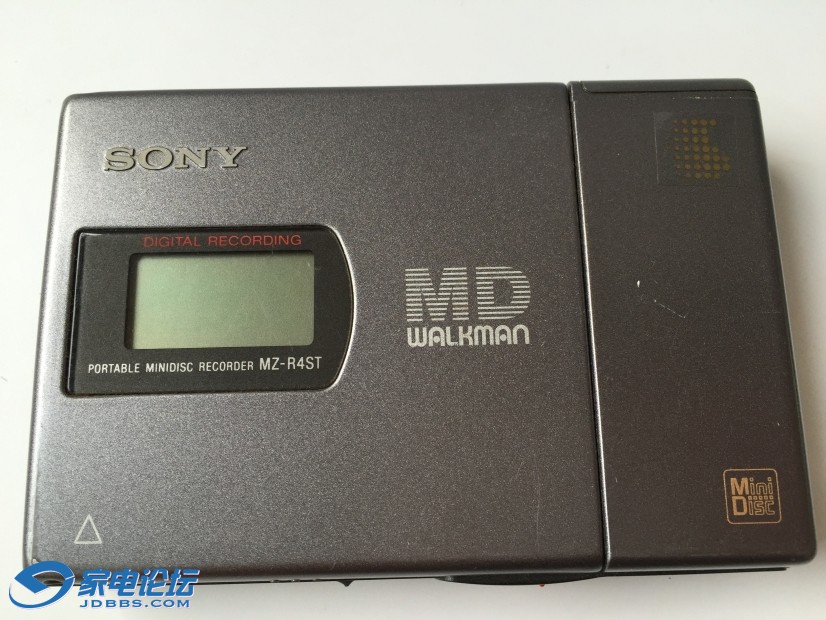 SONY
DIGITAL RECORDING
PORTABLE MINIDISC RECORDER MZ-R4ST
MD
WALKMAN
Mini
Disc
家电论坛
JDBBS.COM